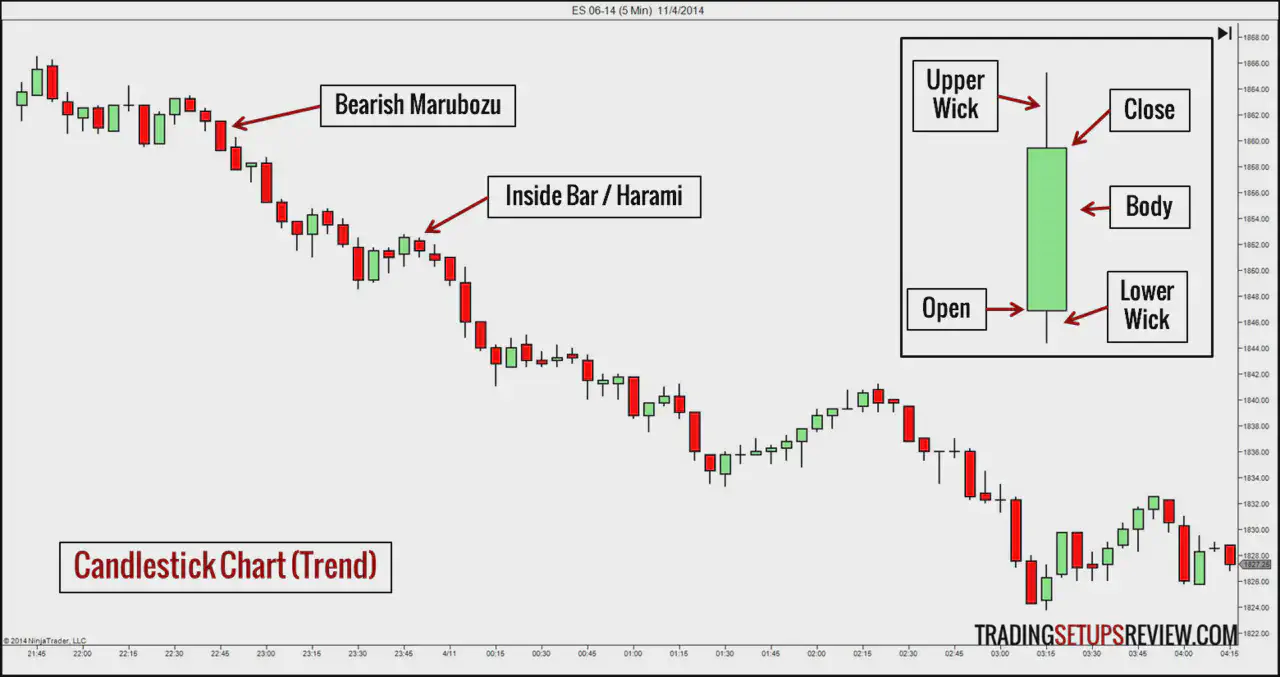 ES 06-14 (5 Min) 11/4/2014
Bearish Marubozu
Inside Bar / Harami
Upper
Wick
Close
Body
Open
Lower
Wick
Candlestick Chart (Trend)
1868.00
1866.00
1864.00
1862.00
1860.00
1858.00
1856.00
1854.00
1852.00
1850.00
1848.00
1846.00
1844.00
1842.00
1840.00
1838.00
1836.00
1834.00
1832.00
1830.00
1828.00
1827.25
1826.00
1824.00
1822.00
© 2014 NinjaTrader, LLC
TRADINGSETUPSREVIEW.COM
21:45 22:00 22:15 22:30 22:45 23:00 23:15 23:30 23:45 4/11 00:15 00:30 00:45 01:00 01:15 01:30 01:45 02:00 02:15 02:30 02:45 03:00 03:15 03:30 03:45 04:00 04:15